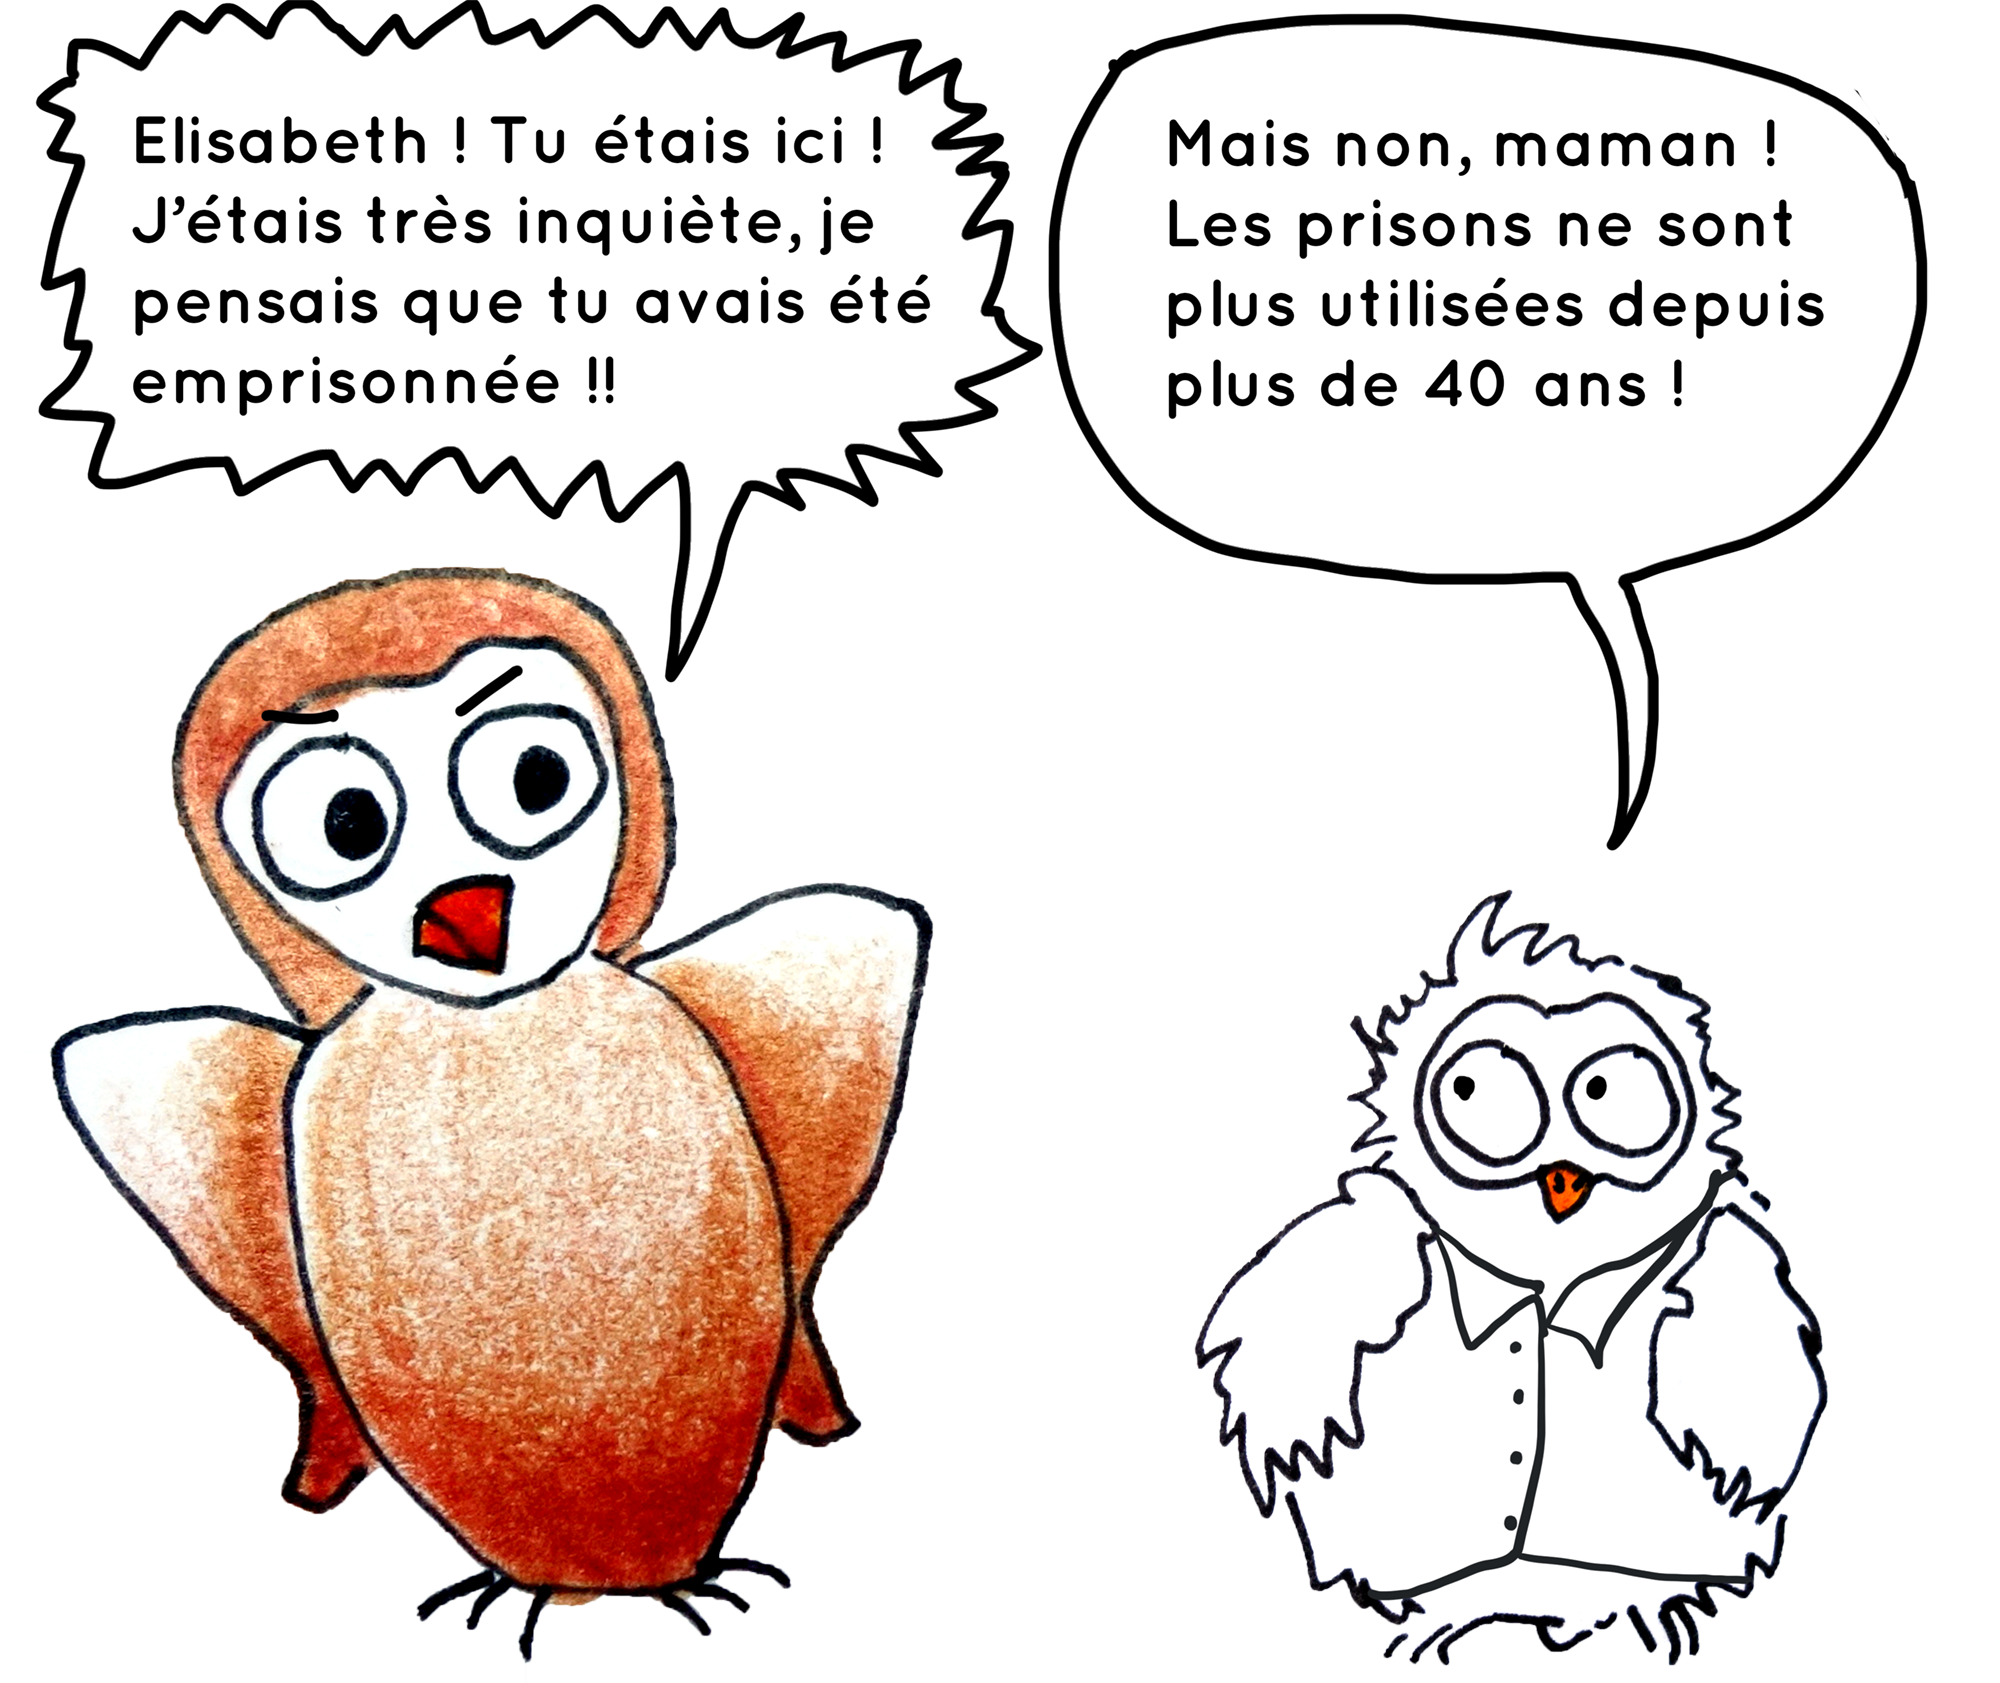 Elisabeth ! Tu étais ici !
J’étais très inquiète, je
pensais que tu avais été
emprisonnée !!
Mais non, maman !
Les prisons ne sont
plus utilisées depuis
plus de 40 ans !